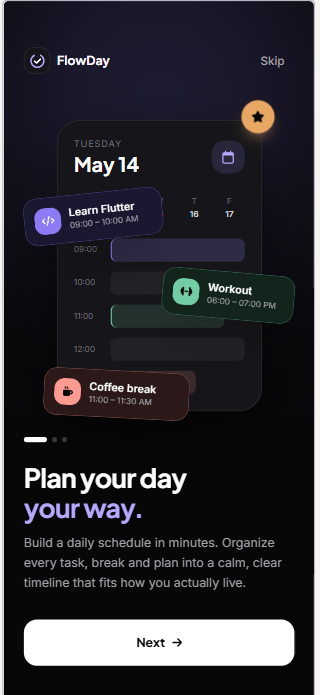 FlowDay
Skip
TUESDAY
May 14
T
F
16
17
Learn Flutter
09:00 – 10:00 AM
09:00
10:00
Workout
06:00 – 07:00 PM
11:00
12:00
Coffee break
11:00 – 11:30 AM
Plan your day
your way.
Build a daily schedule in minutes. Organize
every task, break and plan into a calm, clear
timeline that fits how you actually live.
Next →